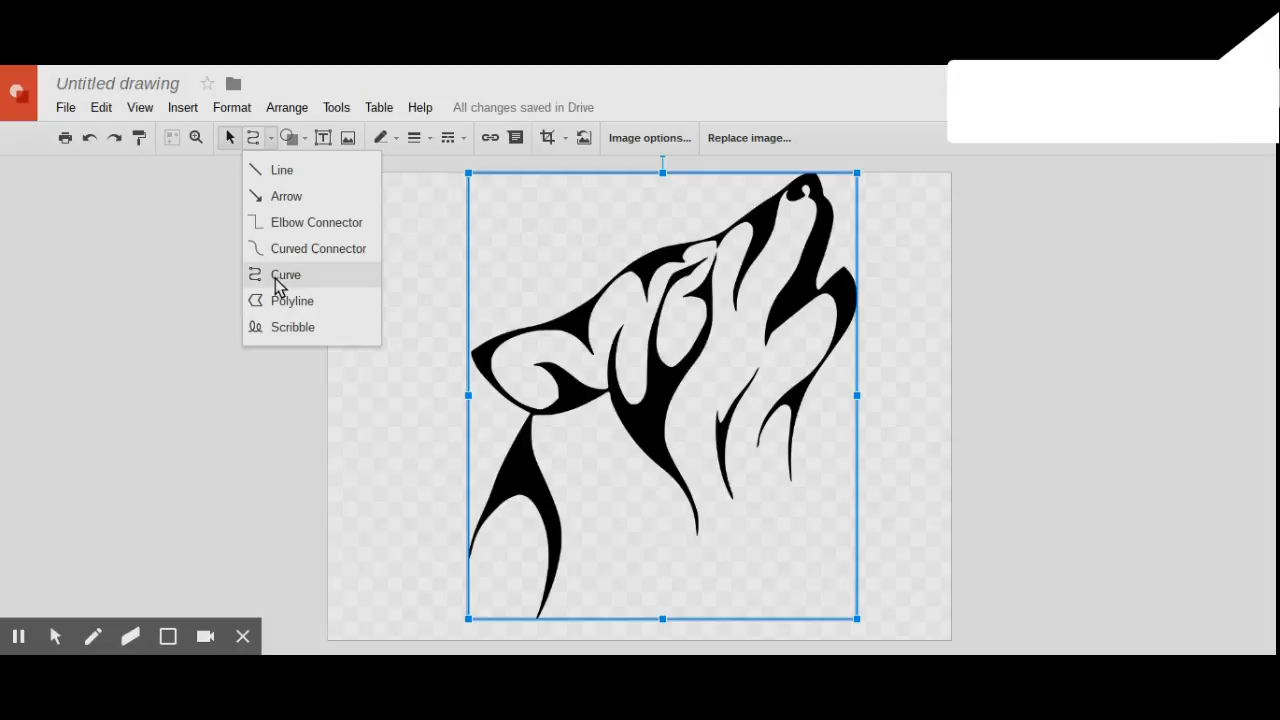 Untitled drawing
File Edit View Insert Format Arrange Tools Table Help All changes saved in Drive
Image options... Replace image...
Line
Arrow
Elbow Connector
Curved Connector
Curve
Polyline
Scribble